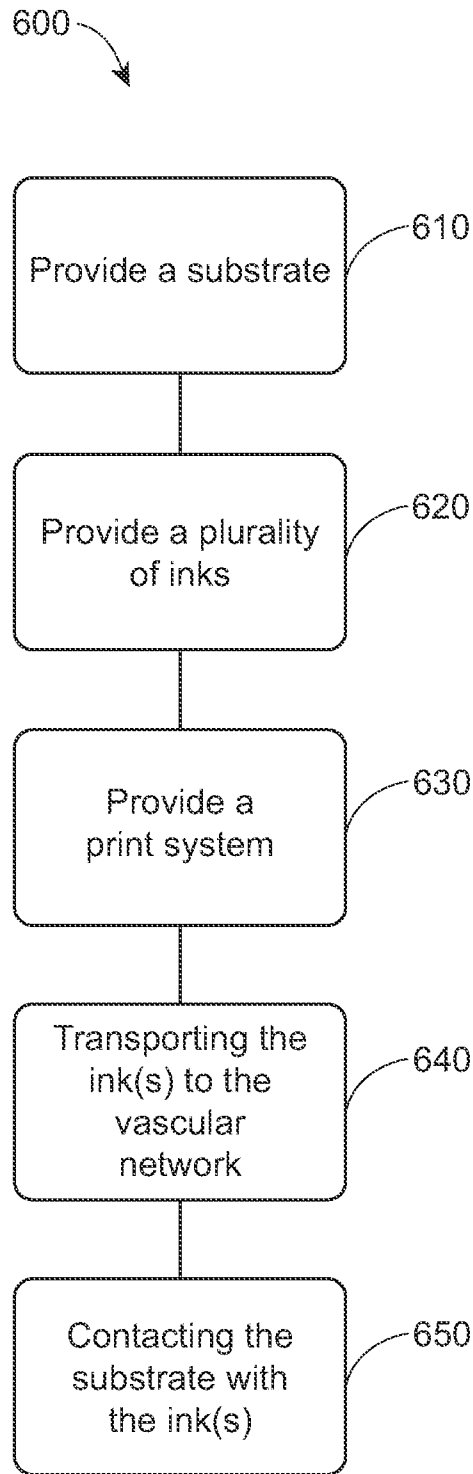 600
Provide a substrate
610
Provide a plurality
of inks
620
Provide a
print system
630
Transporting the
ink(s) to the
vascular
network
640
Contacting the
substrate with
the ink(s)
650